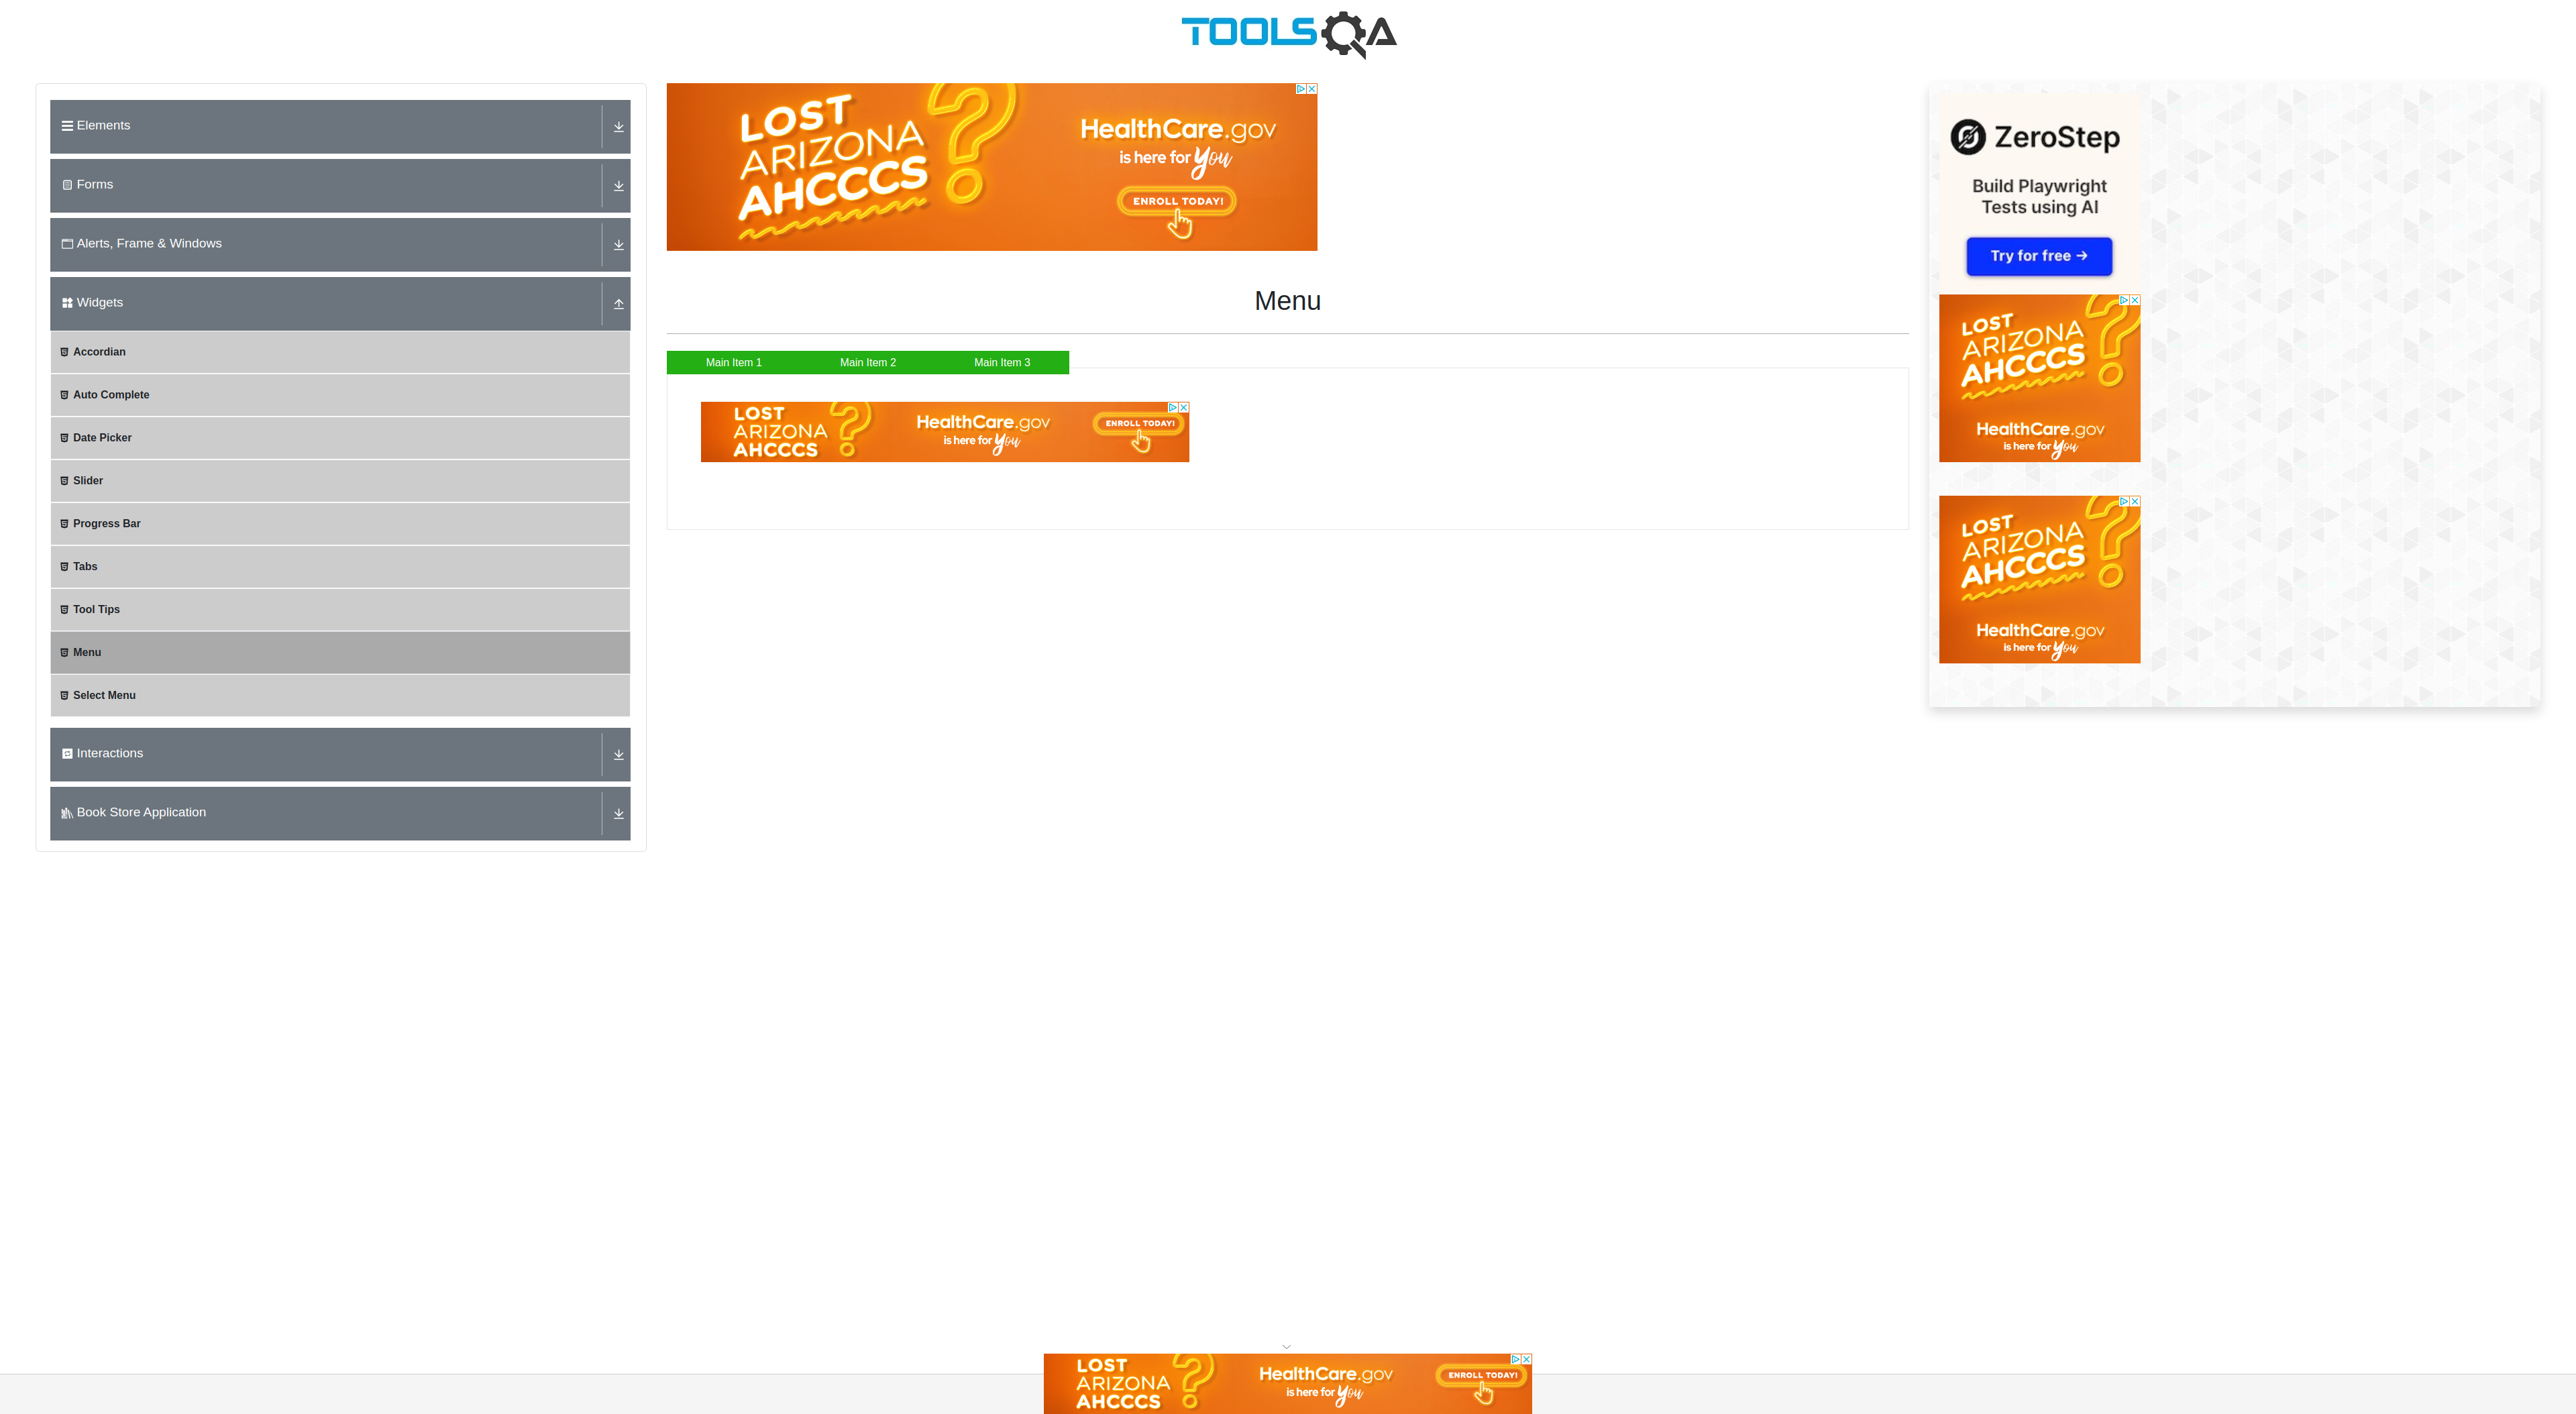 TOOLSQA
Elements
Forms
Alerts, Frame & Windows
Widgets
Accordian
Auto Complete
Date Picker
Slider
Progress Bar
Tabs
Tool Tips
Menu
Select Menu
Interactions
Book Store Application
LOST
ARIZONA
AHCCCS
?
HealthCare.gov
is here for you
ENROLL TODAY!
Menu
Main Item 1
Main Item 2
Main Item 3
LOST
ARIZONA
AHCCCS
?
HealthCare.gov
is here for you
ENROLL TODAY!
ZeroStep
Build Playwright
Tests using AI
Try for free →
LOST
ARIZONA
AHCCCS
?
HealthCare.gov
is here for you
LOST
ARIZONA
AHCCCS
?
HealthCare.gov
is here for you
LOST
ARIZONA
AHCCCS
?
HealthCare.gov
is here for you
ENROLL TODAY!